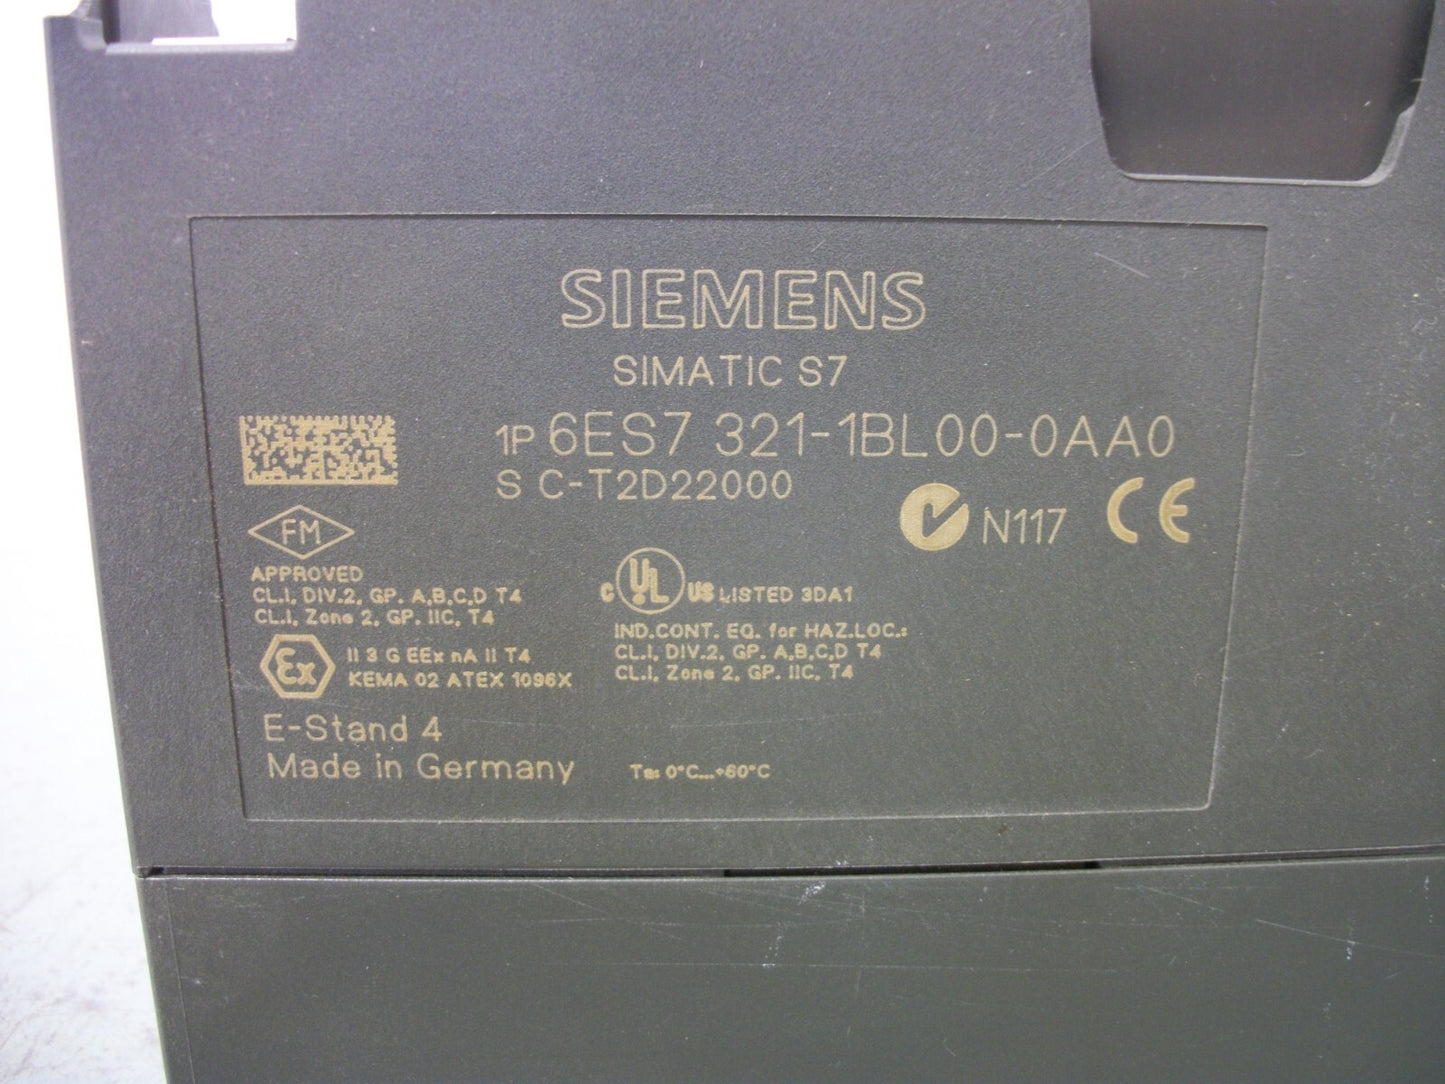 SIEMENS
SIMATIC S7
1P 6ES7 321-1BL00-0AA0
S C-T2D22000
N117 CE
FM
APPROVED
CL.I, DIV.2, GP. A,B,C,D T4
CL.I, Zone 2, GP. IIC, T4
C UL US LISTED 3DA1
IND.CONT. EQ. for HAZ.LOC.:
CL.I, DIV.2, GP. A,B,C,D T4
CL.I, Zone 2, GP. IIC, T4
Ex II 3 G EEx nA II T4
KEMA 02 ATEX 1096X
E-Stand 4
Made in Germany
Ta: 0°C...+60°C